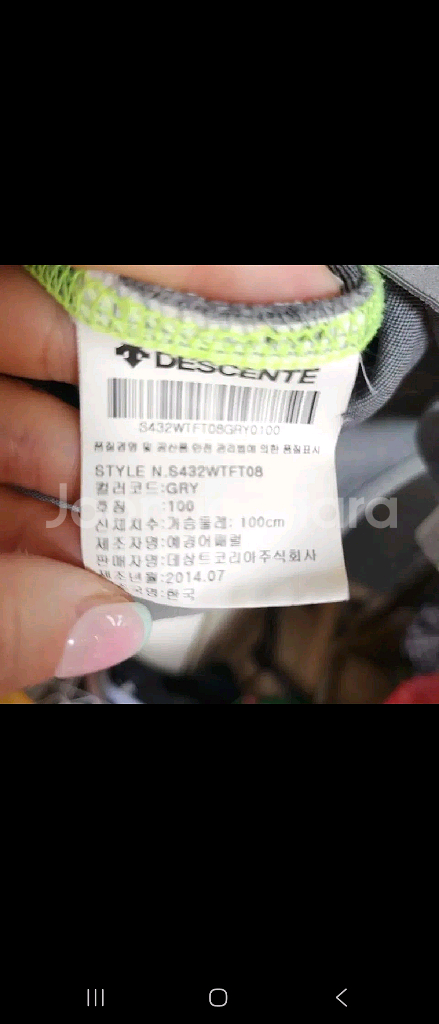 DESCENTE
S432WTFT08GRY0100
품질경영 및 공산품 안전 관리법에 의한 품질표시
STYLE N.S432WTFT08
컬러코드:GRY
호칭 :100
신체치수:가슴둘레: 100cm
제조자명:예경어패럴
판매자명:데상트코리아주식회사
제조년월:2014.07
:한국